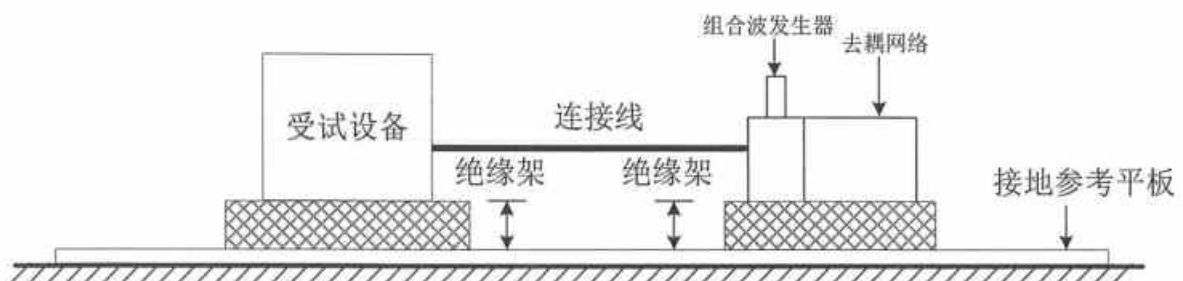 组合波发生器
去耦网络
受试设备
连接线
绝缘架
绝缘架
接地参考平板